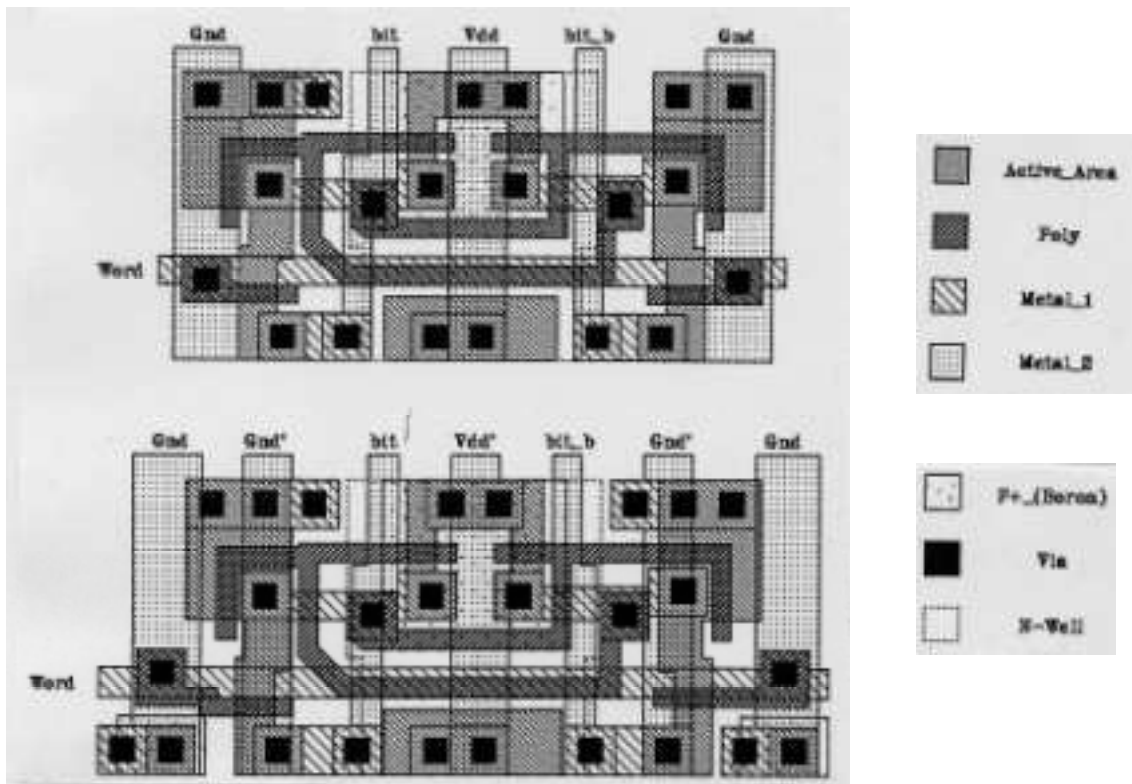 Gnd bit Vdd bit_b Gnd
Word
Gnd Gnd' bit Vdd' bit_b Gnd' Gnd
Word
Active_Area
Poly
Metal_1
Metal_2
P+_(Boron)
Via
N-Well